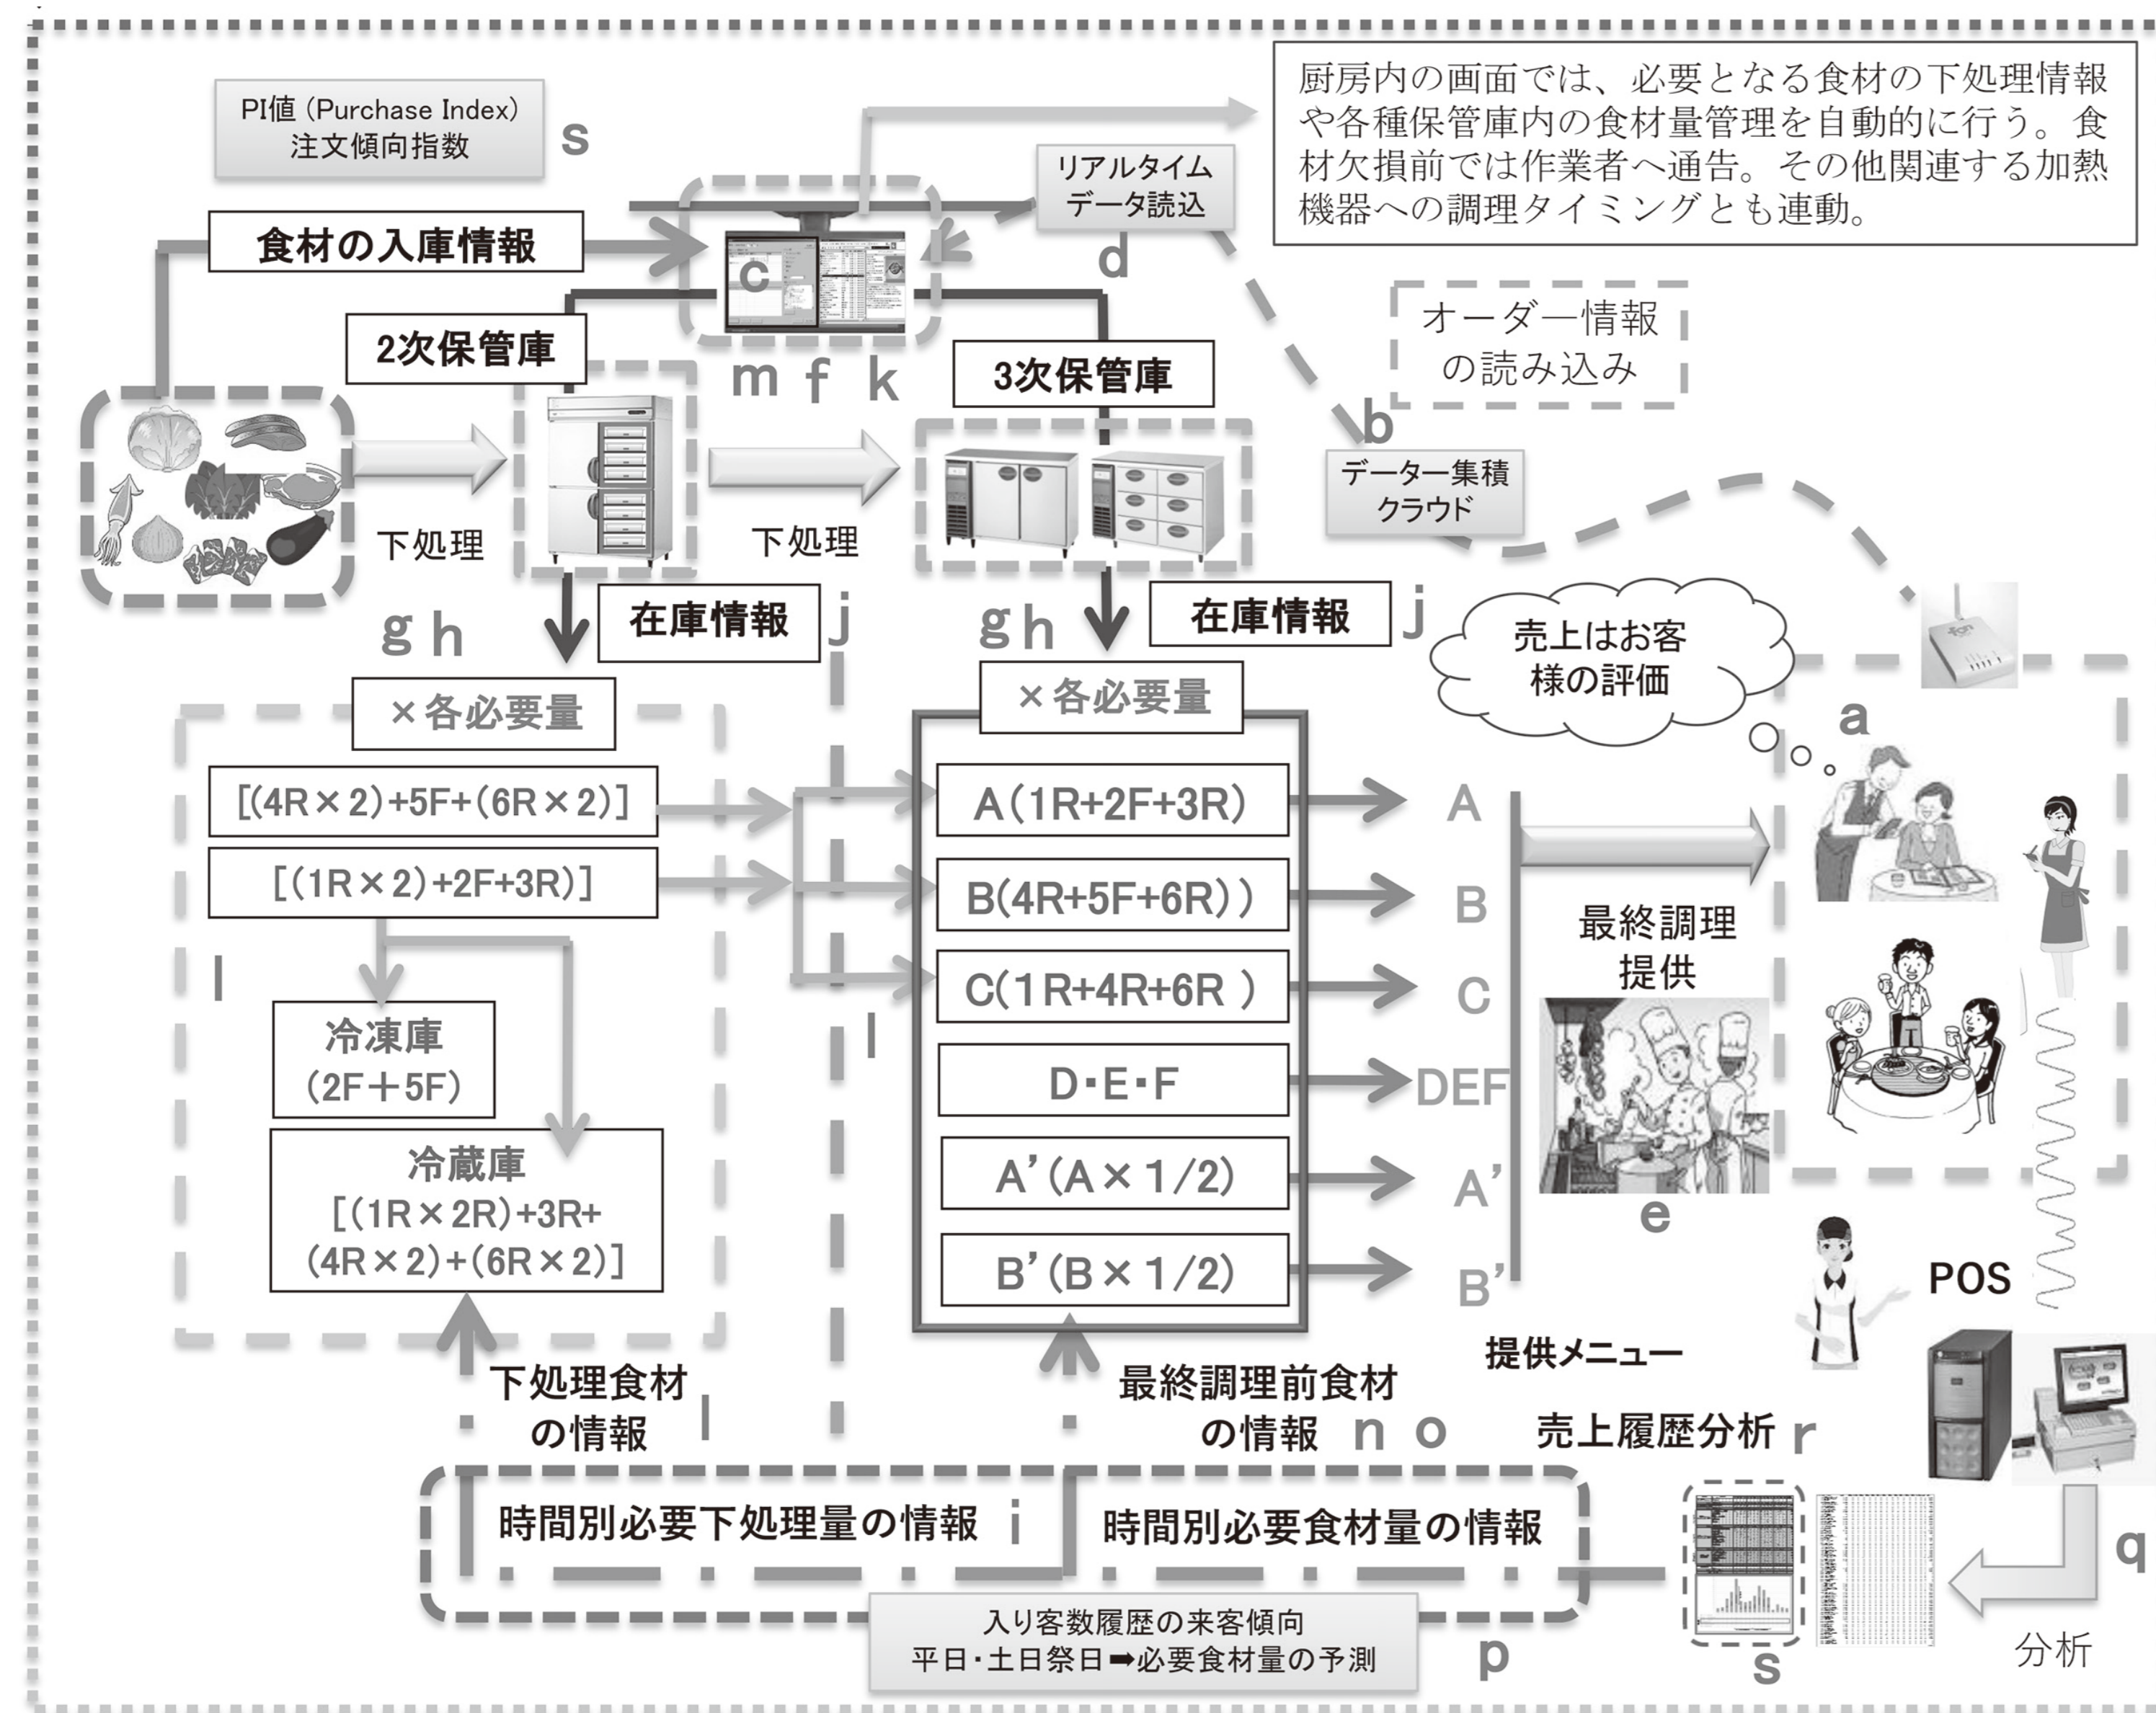 PI値 (Purchase Index)
注文傾向指数
s
厨房内の画面では、必要となる食材の下処理情報
や各種保管庫内の食材量管理を自動的に行う。食
材欠損前では作業者へ通告。その他関連する加熱
機器への調理タイミングとも連動。
リアルタイム
データ読込
d
食材の入庫情報
c
2次保管庫
m f k
3次保管庫
オーダー情報
の読み込み
b
データー集積
クラウド
下処理
下処理
g h
在庫情報
j
g h
在庫情報
j
売上はお客
様の評価
a
×各必要量
×各必要量
[(4R×2)+5F+(6R×2)]
[(1R×2)+2F+3R)]
l
冷凍庫
(2F+5F)
冷蔵庫
[(1R×2R)+3R+
(4R×2)+(6R×2)]
l
A(1R+2F+3R)
B(4R+5F+6R))
C(1R+4R+6R )
D・E・F
A’(A×1/2)
B’(B×1/2)
A
B
C
DEF
A’
B’
最終調理
提供
e
POS
提供メニュー
下処理食材
の情報
l
最終調理前食材
の情報
n o
売上履歴分析
r
時間別必要下処理量の情報
i
時間別必要食材量の情報
q
入り客数履歴の来客傾向
平日・土日祭日➡必要食材量の予測
p
s
分析